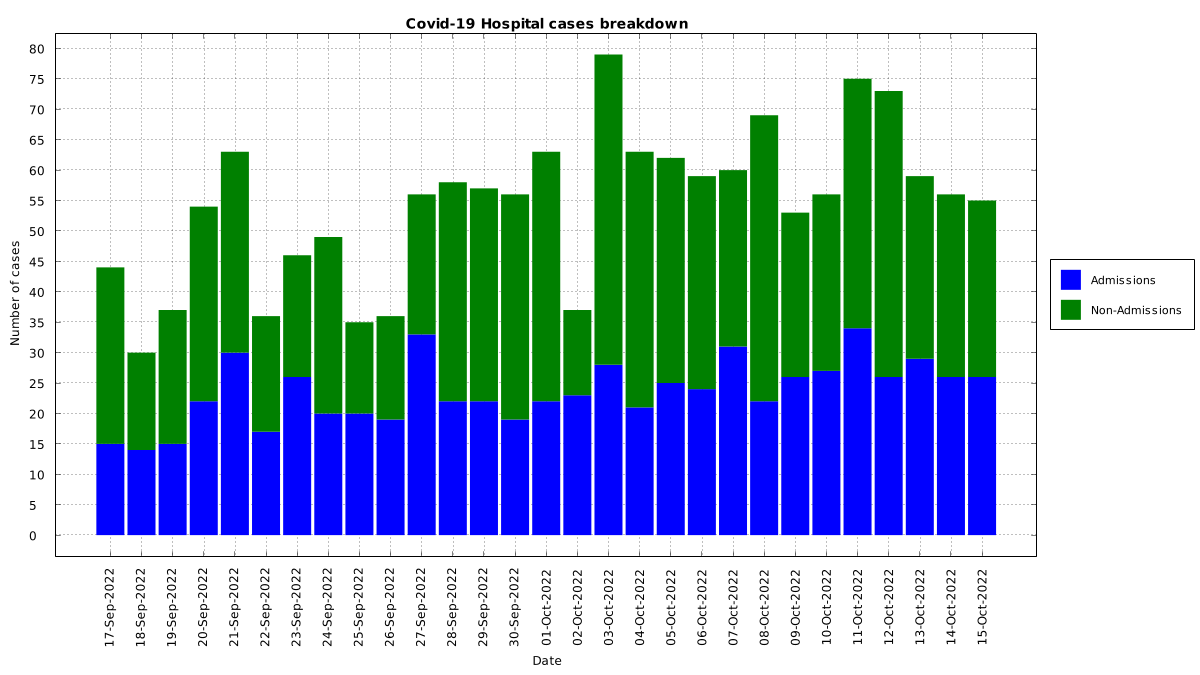 Covid-19 Hospital cases breakdown
80
75
70
65
60
55
50
45
40
35
30
25
20
15
10
5
0
Number of cases
17-Sep-2022
18-Sep-2022
19-Sep-2022
20-Sep-2022
21-Sep-2022
22-Sep-2022
23-Sep-2022
24-Sep-2022
25-Sep-2022
26-Sep-2022
27-Sep-2022
28-Sep-2022
29-Sep-2022
30-Sep-2022
01-Oct-2022
02-Oct-2022
03-Oct-2022
04-Oct-2022
05-Oct-2022
06-Oct-2022
07-Oct-2022
08-Oct-2022
09-Oct-2022
10-Oct-2022
11-Oct-2022
12-Oct-2022
13-Oct-2022
14-Oct-2022
15-Oct-2022
Date
Admissions
Non-Admissions